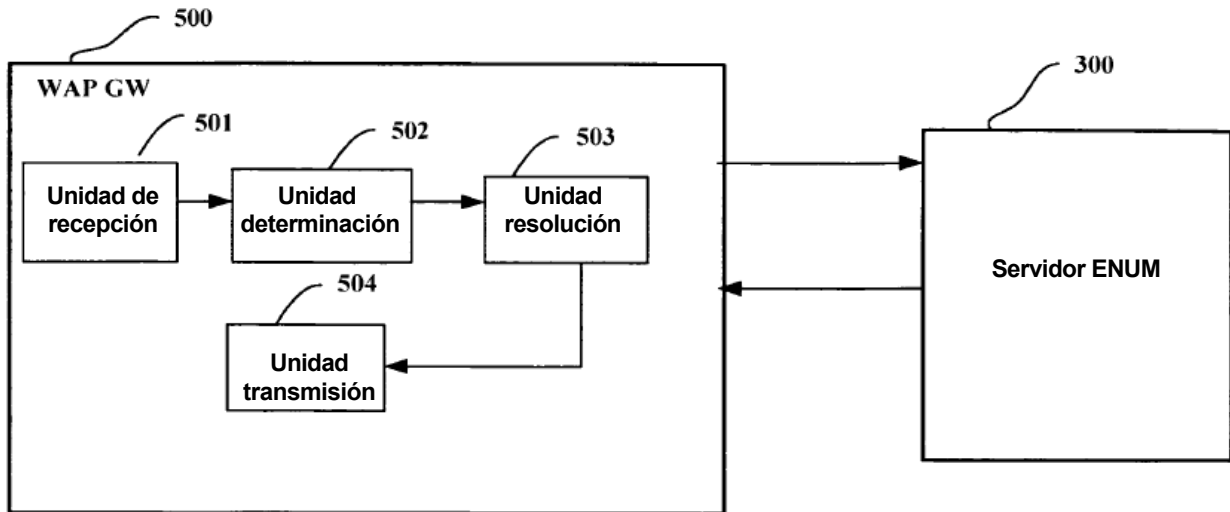 500
300
WAP GW
501
502
503
Unidad de
recepción
Unidad
determinación
Unidad
resolución
Servidor ENUM
504
Unidad
transmisión